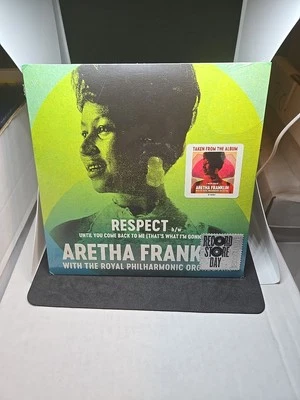 TAKEN FROM THE ALBUM
ARETHA FRANKLIN
RESPECT b/w
UNTIL YOU COME BACK TO ME (THAT'S WHAT I'M GONN
ARETHA FRANK
WITH THE ROYAL PHILHARMONIC ORC
RECORD
STORE
DAY